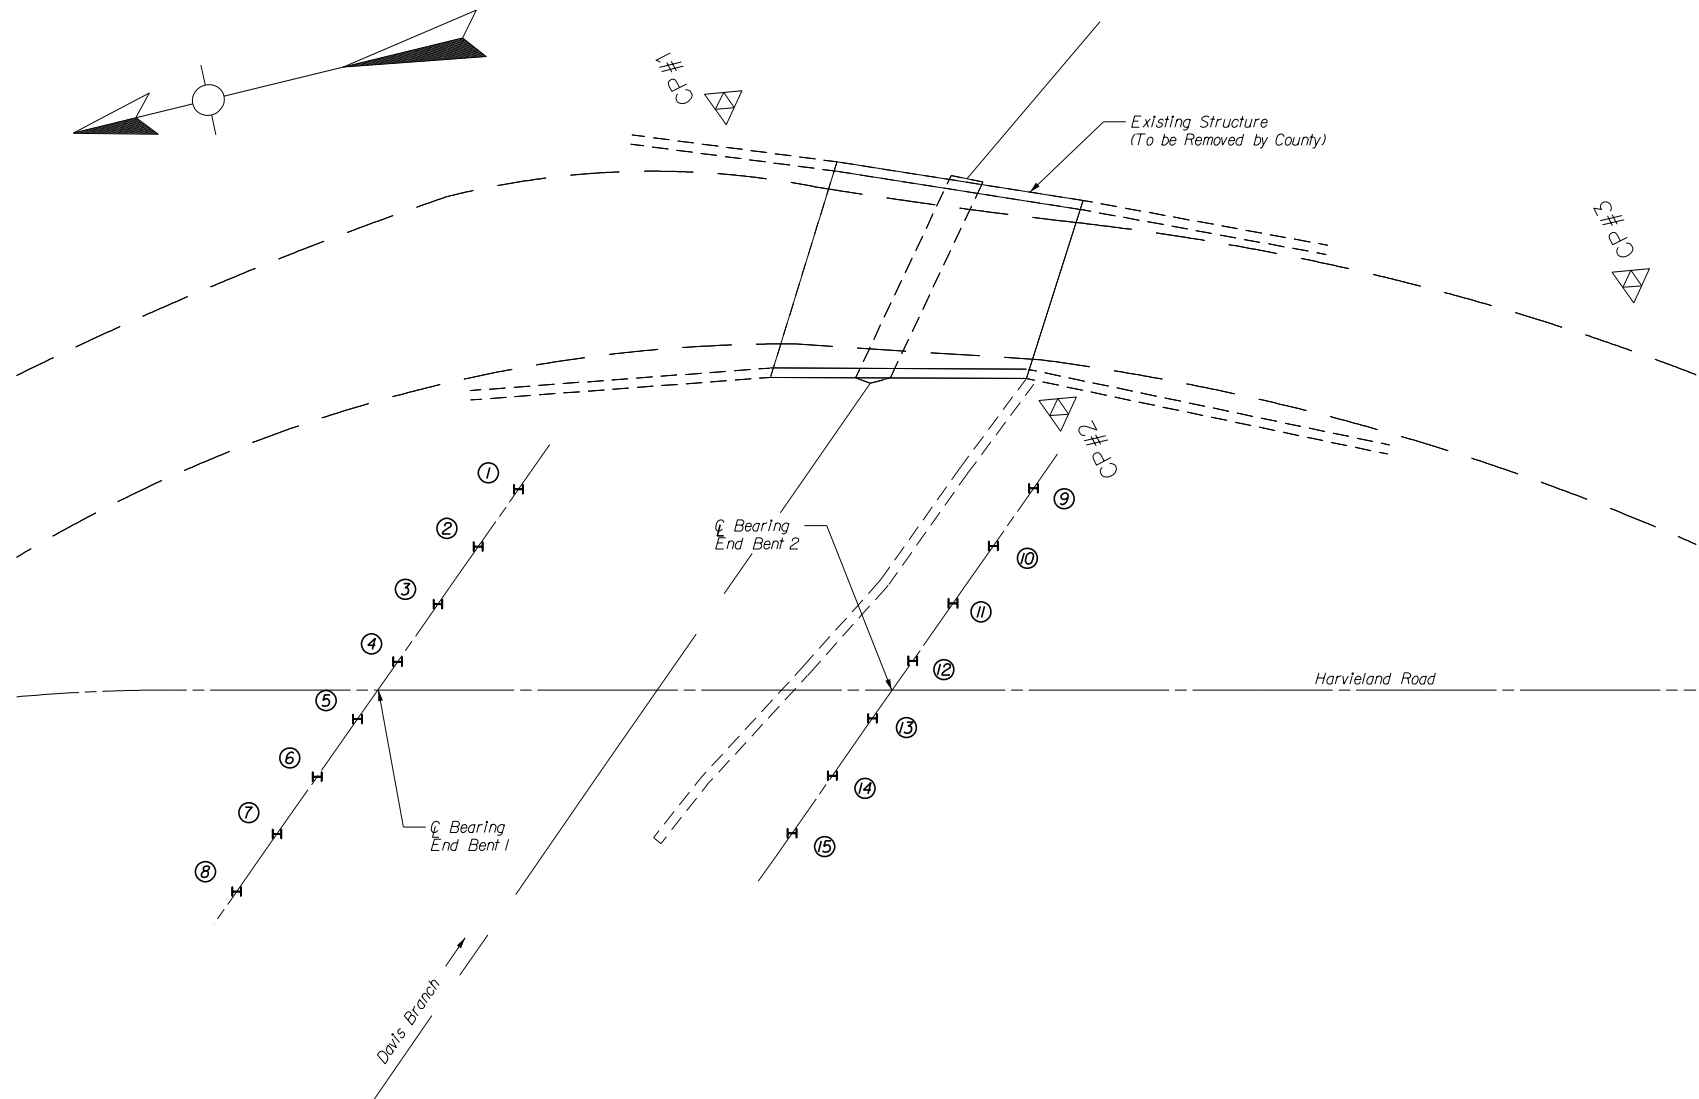 CP#1
Existing Structure
(To be Removed by County)
CP#3
CP#2
1
2
3
4
5
6
7
8
9
10
11
12
13
14
15
℄ Bearing
End Bent 2
Harvieland Road
℄ Bearing
End Bent 1
Davis Branch